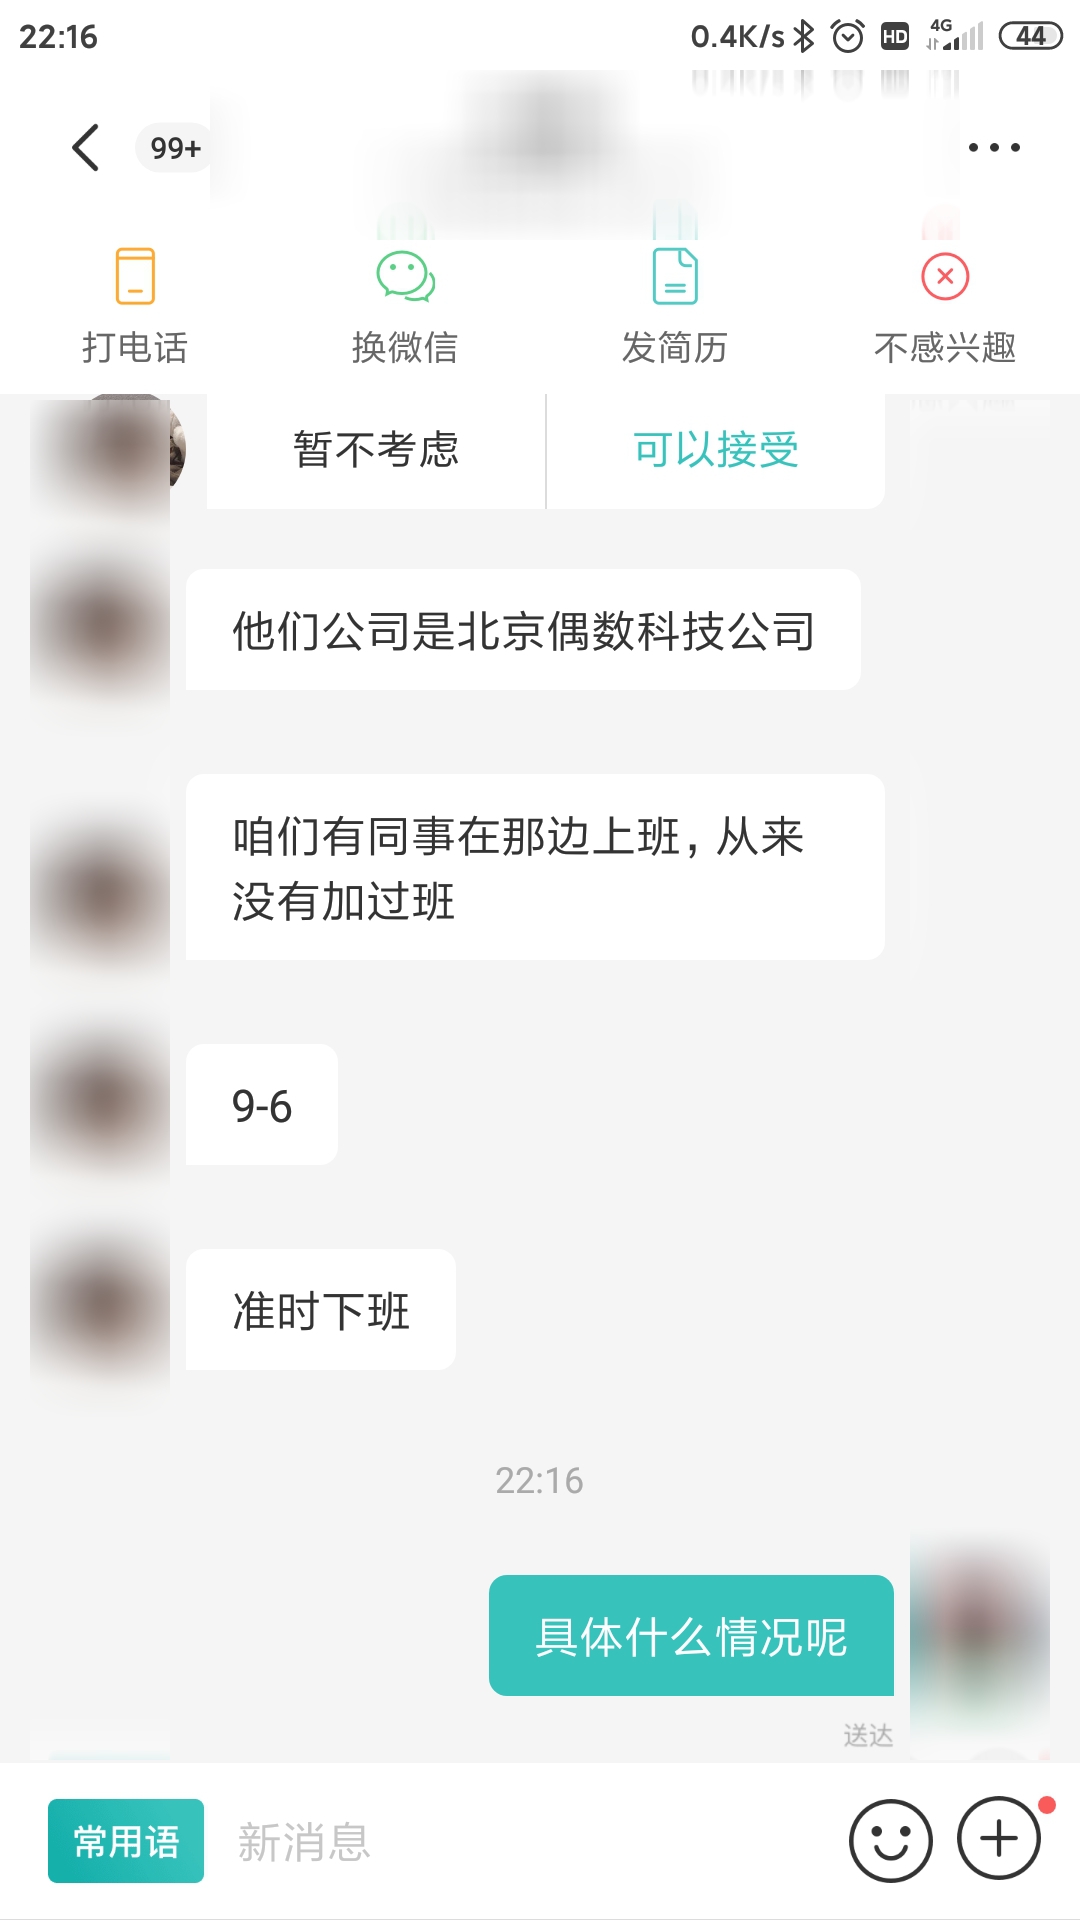 22:16
0.4K/s
HD
4G
44
99+
打电话
换微信
发简历
不感兴趣
暂不考虑
可以接受
他们公司是北京偶数科技公司
咱们有同事在那边上班,从来
没有加过班
9-6
准时下班
22:16
具体什么情况呢
送达
常用语
新消息